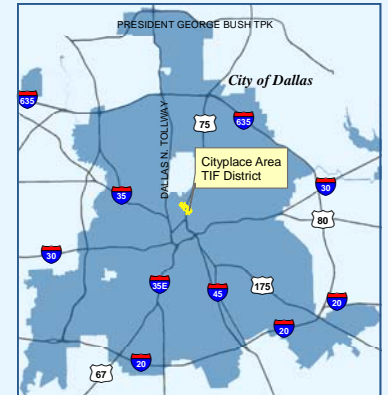 PRESIDENT GEORGE BUSH TPK
City of Dallas
635
DALLAS N. TOLLWAY
75
635
Cityplace Area
TIF District
35
30
80
30
35E
45
175
20
20
67
20